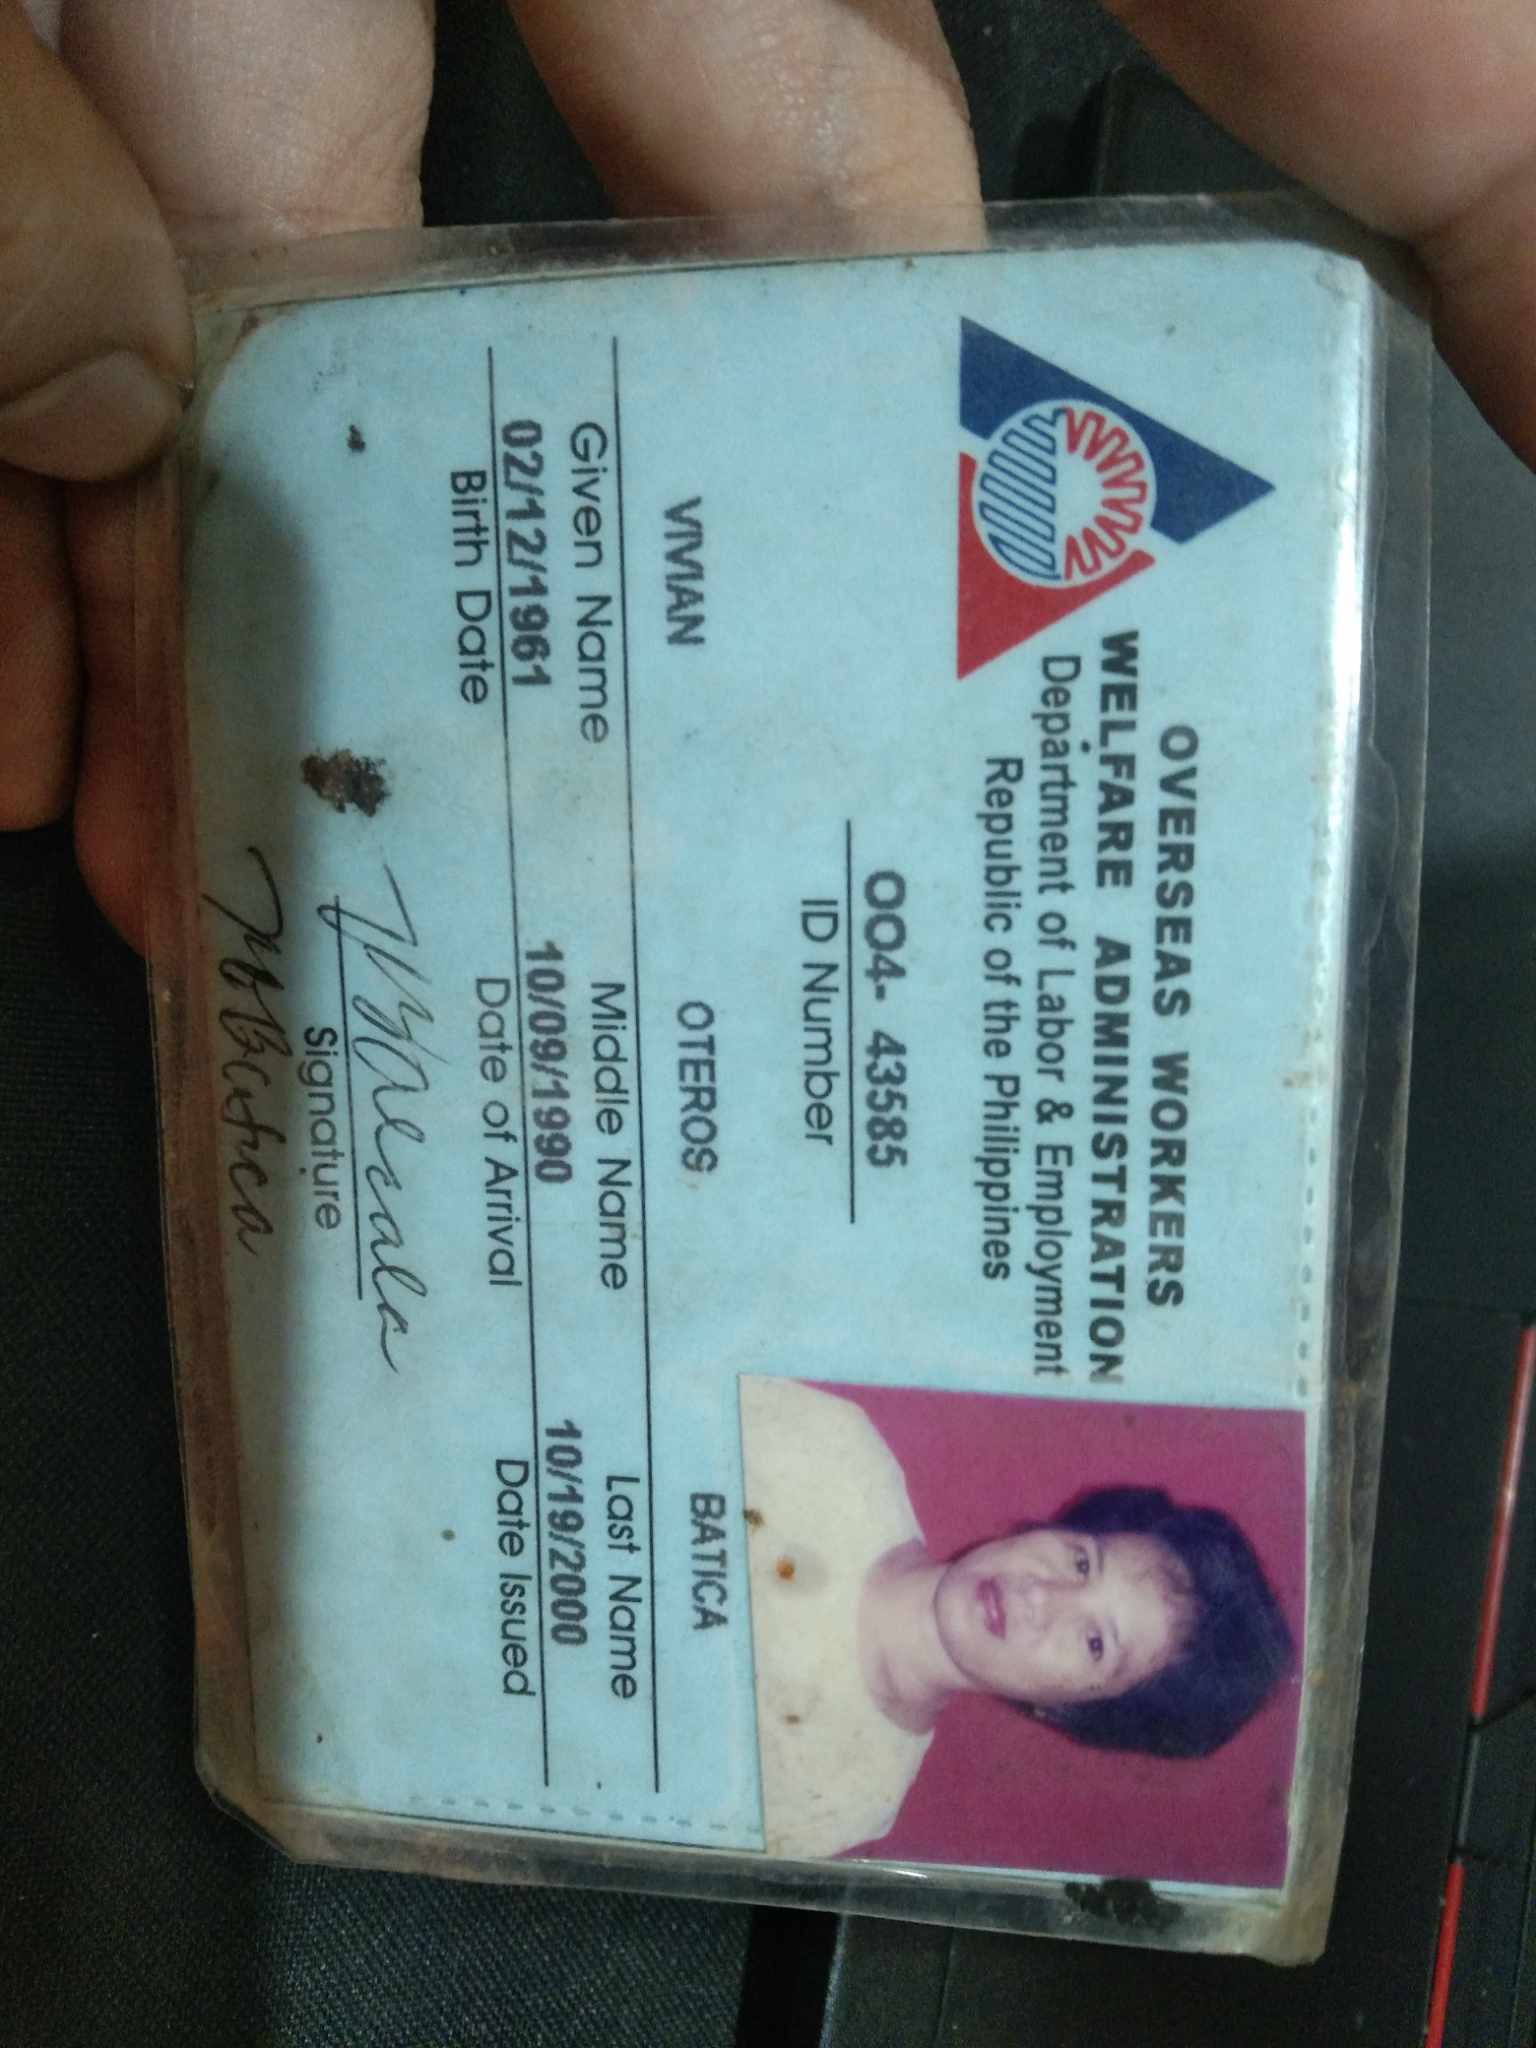 OVERSEAS WORKERS
WELFARE ADMINISTRATION
Department of Labor & Employment
Republic of the Philippines
OO4- 43585
ID Number
VIVIAN OTEROS BATICA
Given Name Middle Name Last Name
02/12/1961 10/09/1990 10/19/2000
Birth Date Date of Arrival Date Issued
Signature